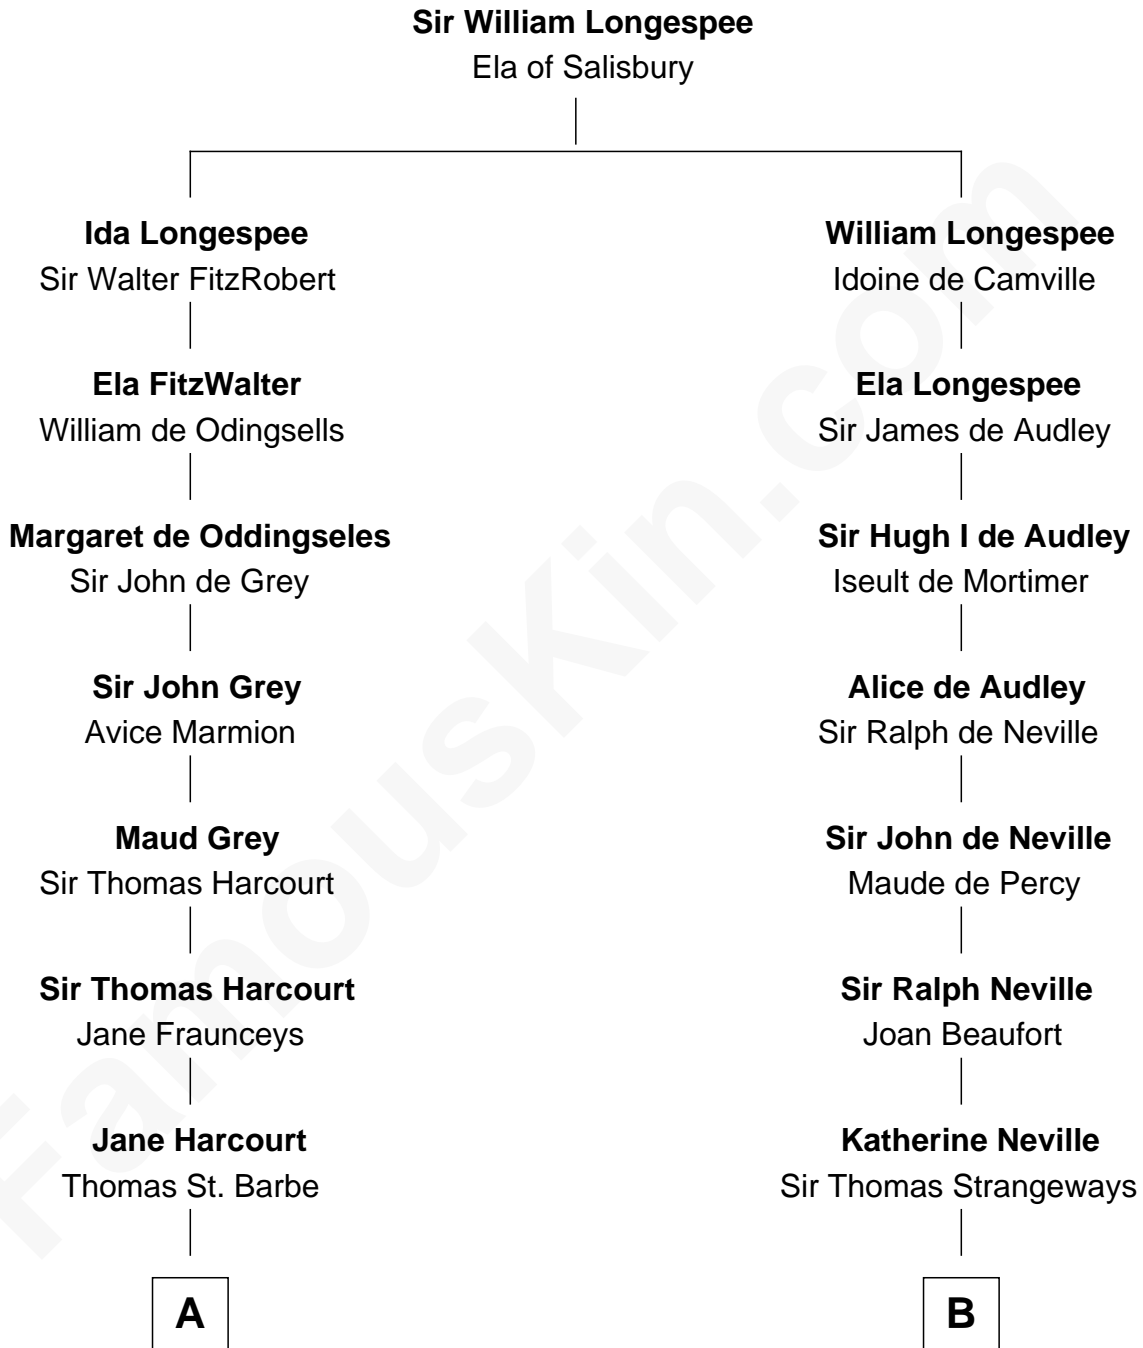 Sir William Longespee
Ela of Salisbury
Ida Longespee
Sir Walter FitzRobert
William Longespee
Idoine de Camville
Ela FitzWalter
William de Odingsells
Ela Longespee
Sir James de Audley
Margaret de Oddingseles
Sir John de Grey
Sir Hugh I de Audley
Iseult de Mortimer
Sir John Grey
Avice Marmion
Alice de Audley
Sir Ralph de Neville
Maud Grey
Sir Thomas Harcourt
Sir John de Neville
Maude de Percy
Sir Thomas Harcourt
Jane Fraunceys
Sir Ralph Neville
Joan Beaufort
Jane Harcourt
Thomas St. Barbe
Katherine Neville
Sir Thomas Strangeways
A
B
FamousKin.com